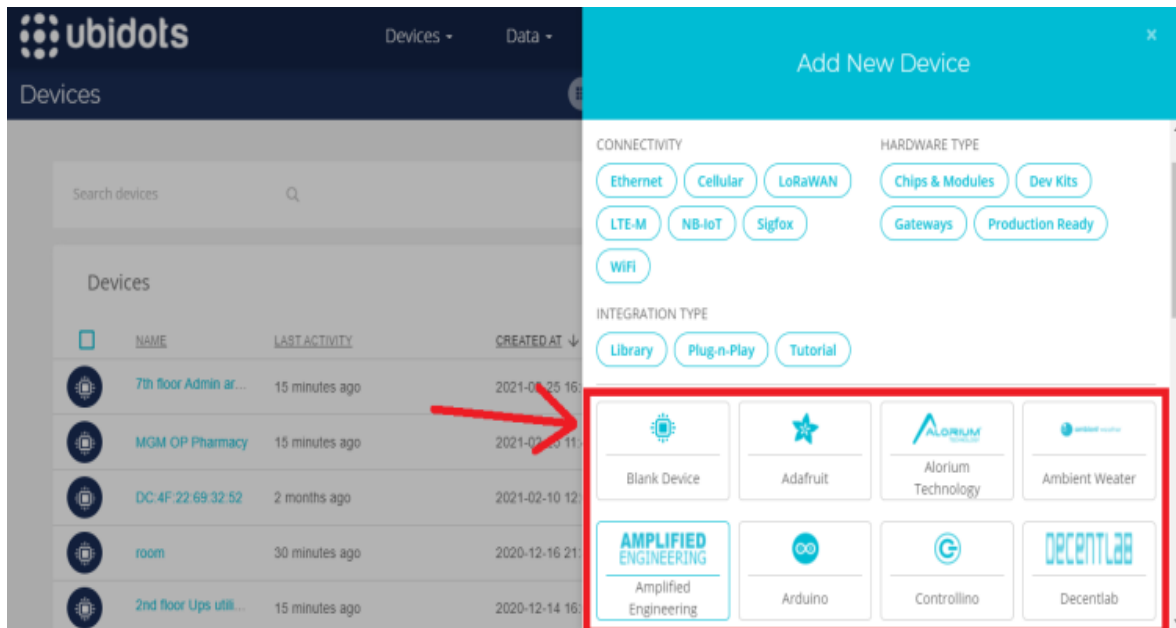 ubidots
Devices
Data
Devices
Search devices
Devices
NAME
LAST ACTIVITY
CREATED AT
7th floor Admin ar...
15 minutes ago
MGM OP Pharmacy
15 minutes ago
DC:4F:22:69:32:52
2 months ago
2021-02-10 12
room
30 minutes ago
2020-12-16 21:
2nd floor Ups utili...
15 minutes ago
2020-12-14 16:
Add New Device
×
CONNECTIVITY
Ethernet
Cellular
LoRaWAN
LTE-M
NB-IoT
Sigfox
WiFi
HARDWARE TYPE
Chips & Modules
Dev Kits
Gateways
Production Ready
INTEGRATION TYPE
Library
Plug-n-Play
Tutorial
Blank Device
Adafruit
ALORIUM
Alorium
Technology
ambient weather
Ambient Weater
AMPLIFIED
ENGINEERING
Amplified
Engineering
Arduino
Controllino
DECENTLAB
Decentlab